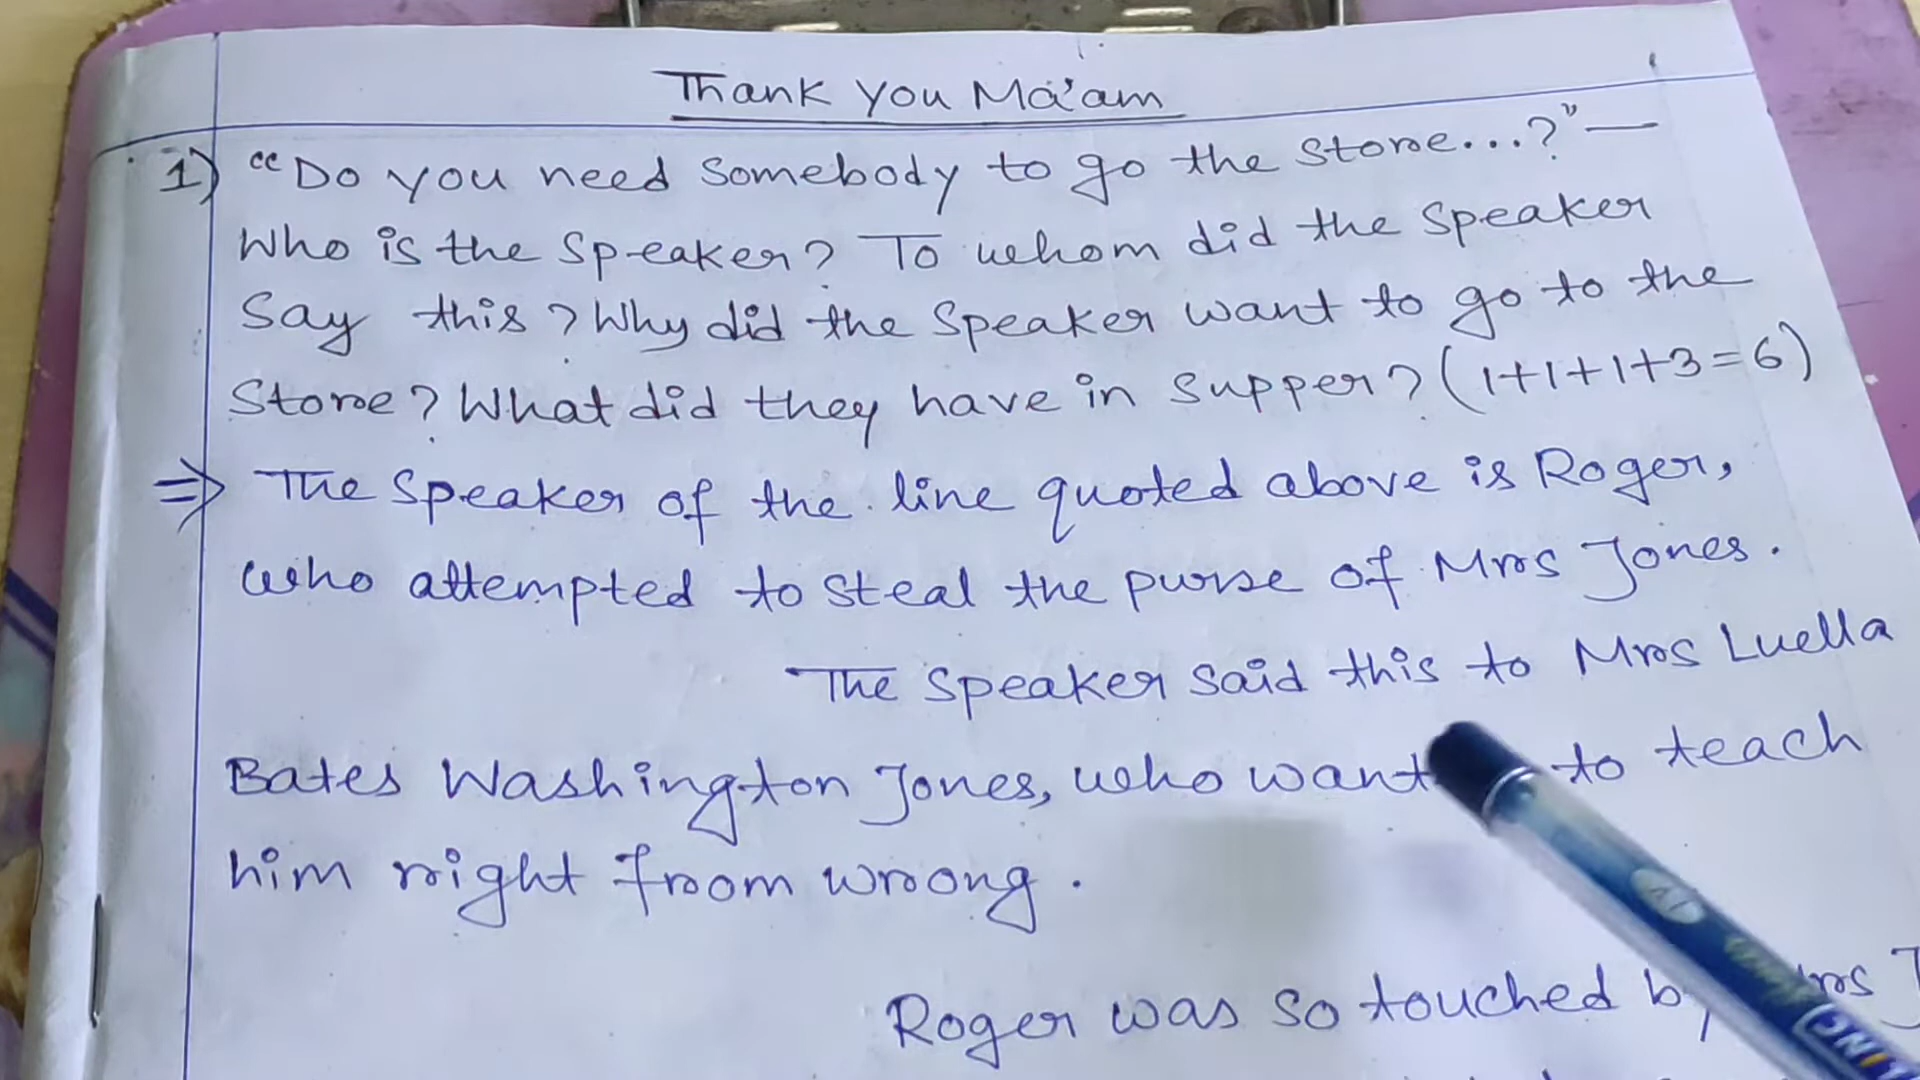 Thank You Ma'am
1) "Do you need Somebody to go the Store...?" —
Who is the Speaker? To whom did the Speaker
Say this? Why did the Speaker want to go to the
Store? What did they have in Supper? (1+1+1+3=6)
⇒ The Speaker of the line quoted above is Roger,
who attempted to Steal the purse of Mrs Jones.
The Speaker Said this to Mrs Luella
Bates Washington Jones, who want to teach
him right from wrong.
Roger was so touched